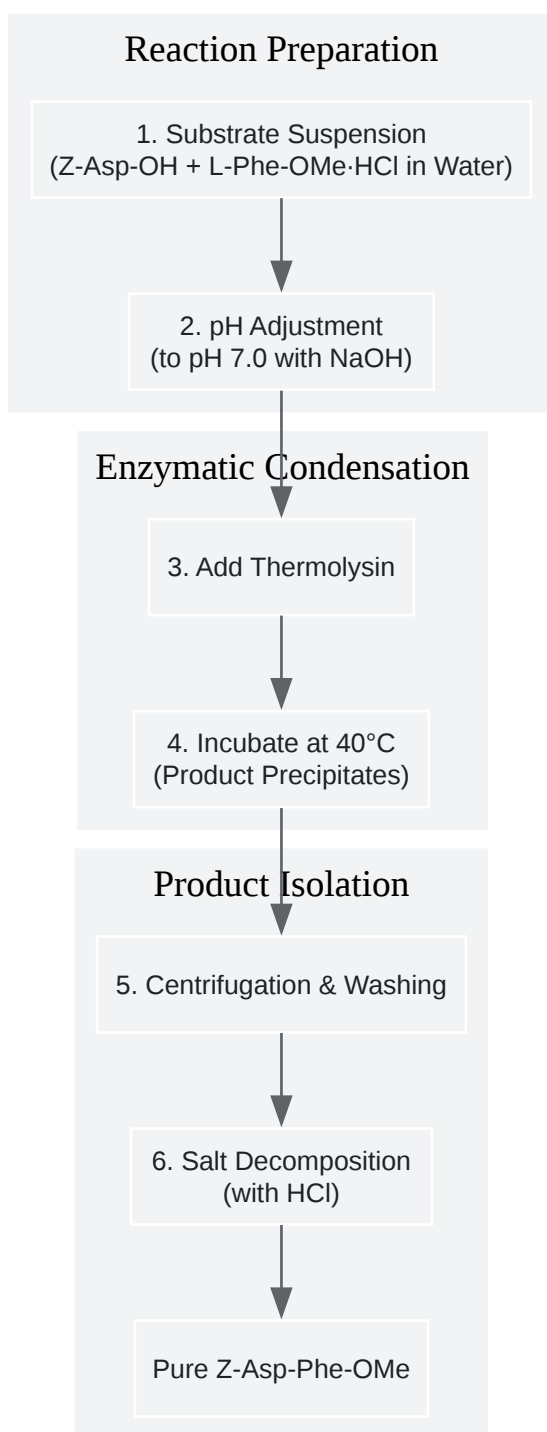 Reaction Preparation
1. Substrate Suspension
(Z-Asp-OH + L-Phe-OMe·HCl in Water)
2. pH Adjustment
(to pH 7.0 with NaOH)
Enzymatic Condensation
3. Add Thermolysin
4. Incubate at 40°C
(Product Precipitates)
Product Isolation
5. Centrifugation & Washing
6. Salt Decomposition
(with HCl)
Pure Z-Asp-Phe-OMe